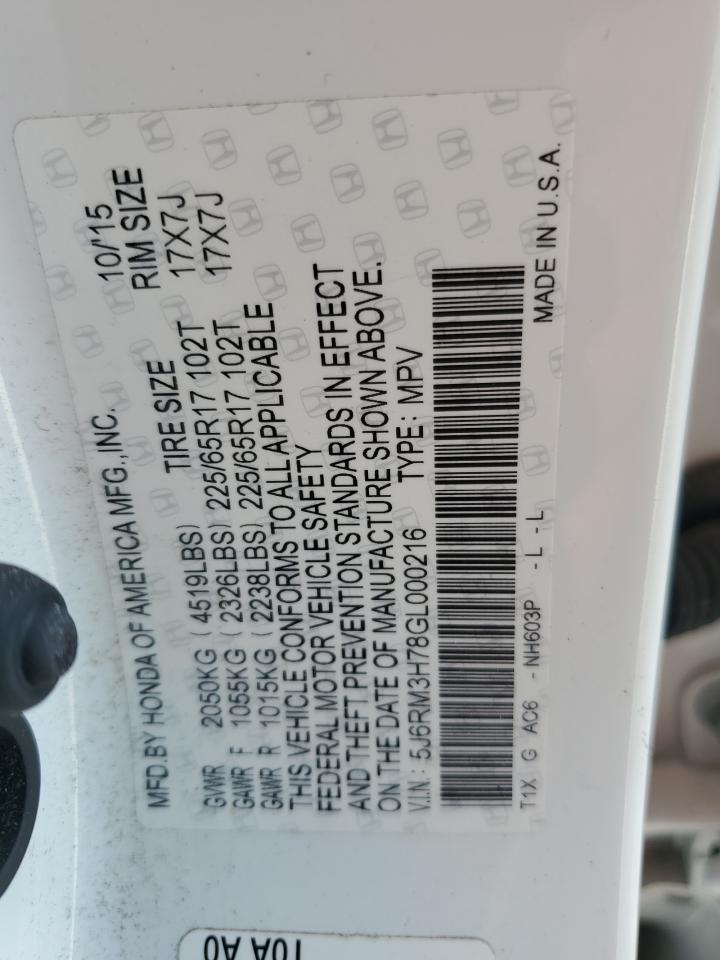 MFD.BY HONDA OF AMERICA MFG.,INC. 10/'15
TIRE SIZE RIM SIZE
GVWR 2050KG (4519LBS)
GAWR F 1055KG (2326LBS) 225/65R17 102T 17X7J
GAWR R 1015KG (2238LBS) 225/65R17 102T 17X7J
THIS VEHICLE CONFORMS TO ALL APPLICABLE
FEDERAL MOTOR VEHICLE SAFETY
AND THEFT PREVENTION STANDARDS IN EFFECT
ON THE DATE OF MANUFACTURE SHOWN ABOVE.
V.I.N: 5J6RM3H78GL000216 TYPE: MPV
T1X G AC6 -NH603P -L -L
MADE IN U.S.A.
T0A A0